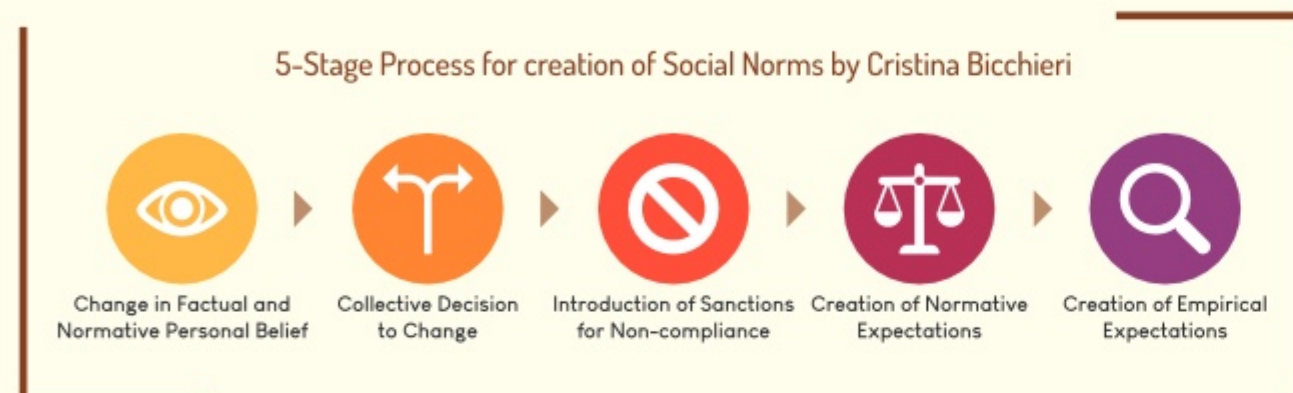 5-Stage Process for creation of Social Norms by Cristina Bicchieri
Change in Factual and
Normative Personal Belief
Collective Decision
to Change
Introduction of Sanctions
for Non-compliance
Creation of Normative
Expectations
Creation of Empirical
Expectations